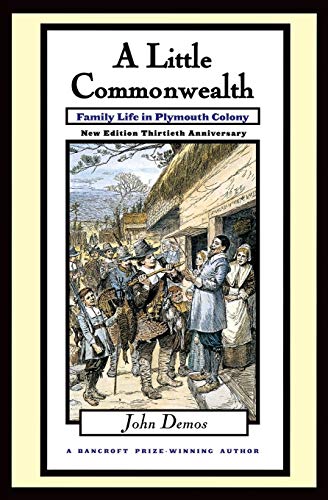 A Little
Commonwealth
Family Life in Plymouth Colony
New Edition Thirtieth Anniversary
John Demos
A BANCROFT PRIZE-WINNING AUTHOR